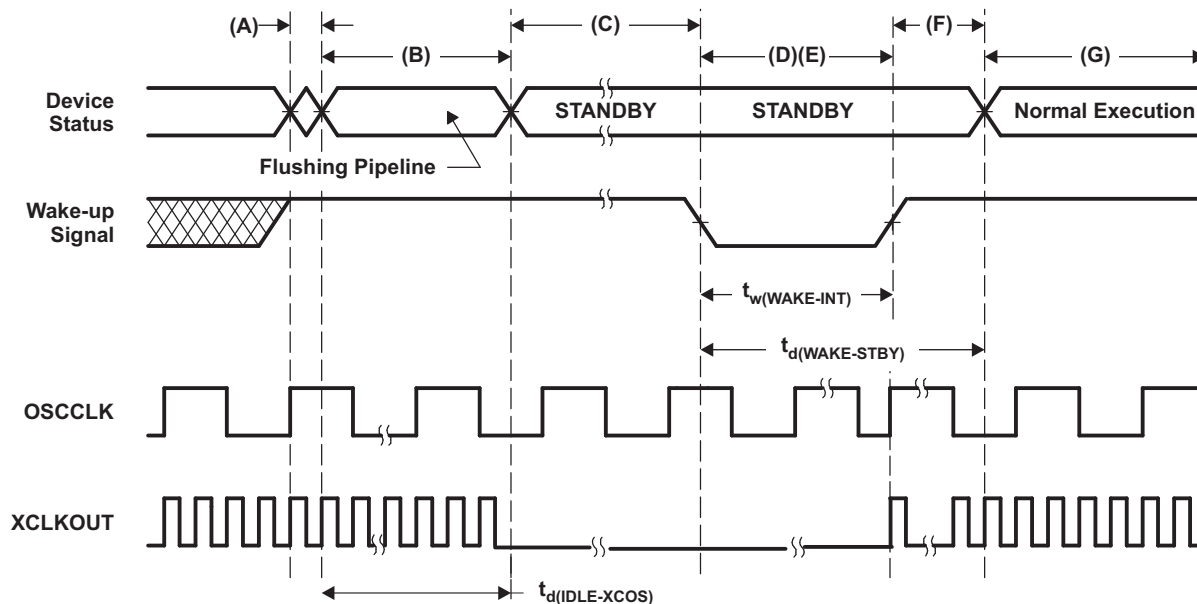 (A)
(C)
(F)
(B)
(D)(E)
(G)
Device
Status
STANDBY
STANDBY
Normal Execution
Flushing Pipeline
Wake-up
Signal
tw(WAKE-INT)
td(WAKE-STBY)
OSCCLK
XCLKOUT
td(IDLE-XCOS)